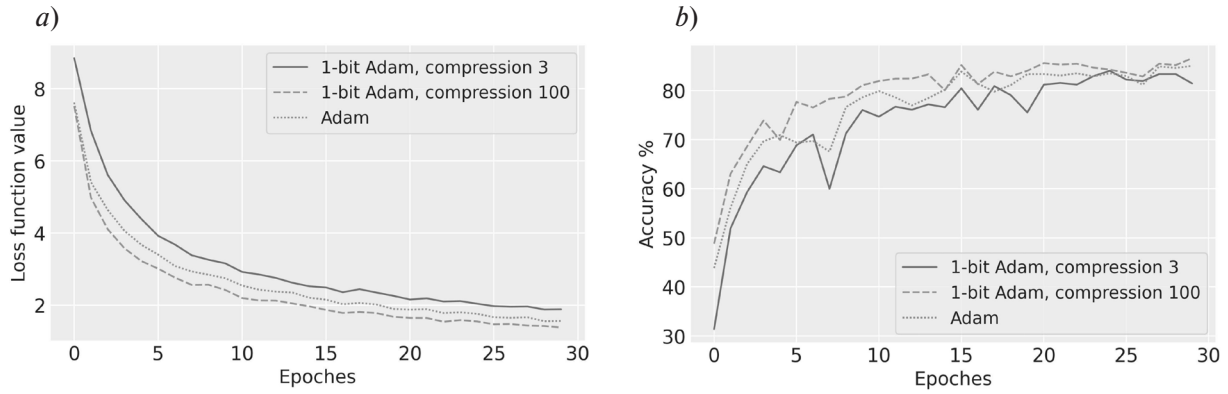 a)
8
6
4
2
0
5
10
15
20
25
30
Loss function value
Epoches
1-bit Adam, compression 3
1-bit Adam, compression 100
Adam
b)
80
70
60
50
40
30
0
5
10
15
20
25
30
Accuracy %
Epoches
1-bit Adam, compression 3
1-bit Adam, compression 100
Adam